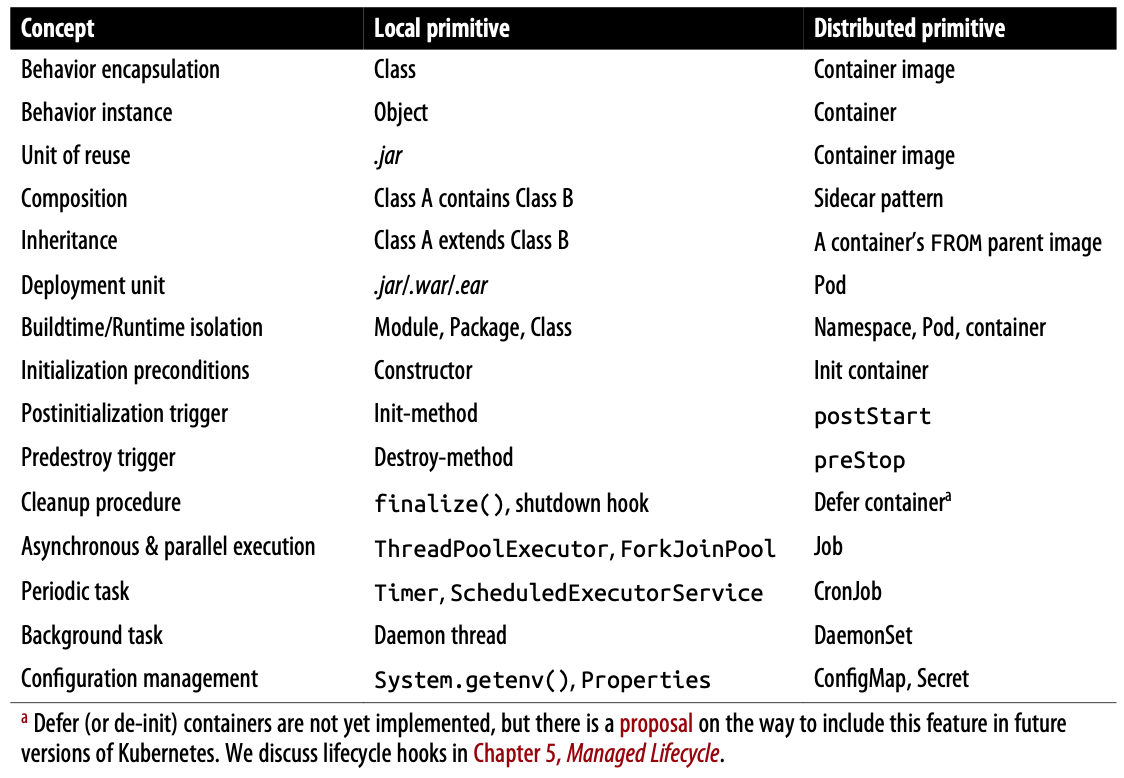 Concept Local primitive Distributed primitive
Behavior encapsulation Class Container image
Behavior instance Object Container
Unit of reuse .jar Container image
Composition Class A contains Class B Sidecar pattern
Inheritance Class A extends Class B A container’s FROM parent image
Deployment unit .jar/.war/.ear Pod
Buildtime/Runtime isolation Module, Package, Class Namespace, Pod, container
Initialization preconditions Constructor Init container
Postinitialization trigger Init-method postStart
Predestroy trigger Destroy-method preStop
Cleanup procedure finalize(), shutdown hook Defer containerᵃ
Asynchronous & parallel execution ThreadPoolExecutor, ForkJoinPool Job
Periodic task Timer, ScheduledExecutorService CronJob
Background task Daemon thread DaemonSet
Configuration management System.getenv(), Properties ConfigMap, Secret
ᵃ Defer (or de-init) containers are not yet implemented, but there is a proposal on the way to include this feature in future
versions of Kubernetes. We discuss lifecycle hooks in Chapter 5, Managed Lifecycle.